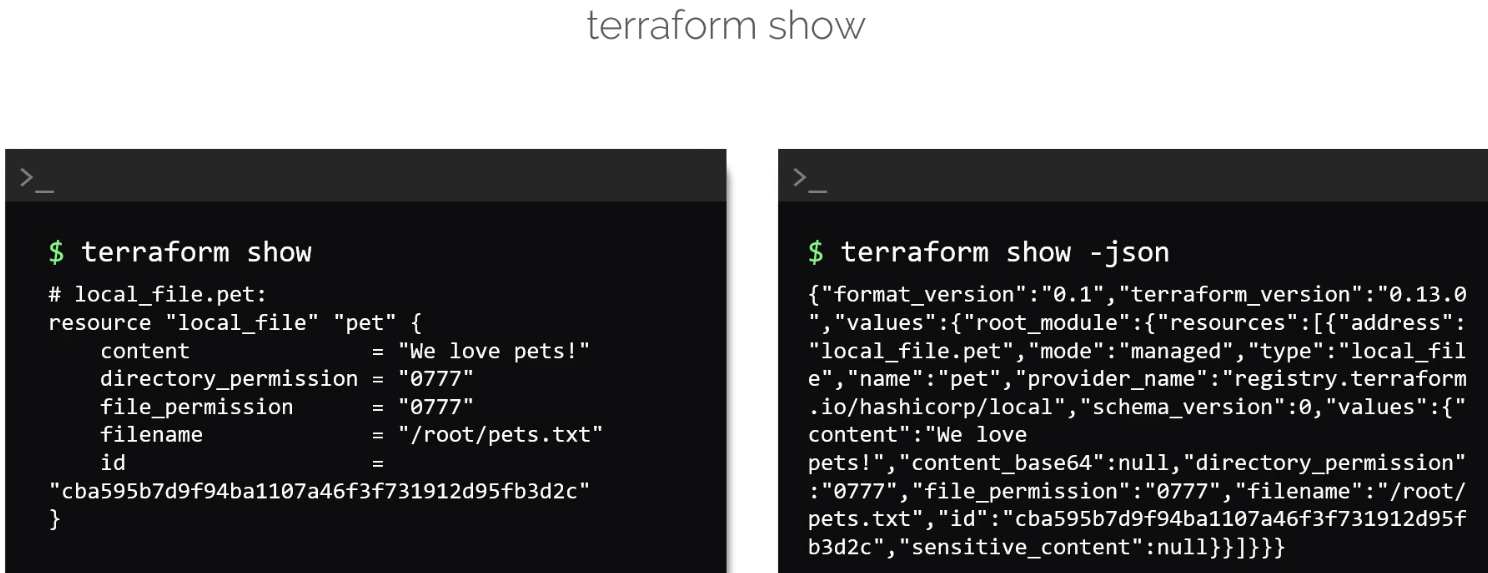 terraform show
>_
$ terraform show
# local_file.pet:
resource "local_file" "pet" {
    content              = "We love pets!"
    directory_permission = "0777"
    file_permission      = "0777"
    filename             = "/root/pets.txt"
    id                   =
"cba595b7d9f94ba1107a46f3f731912d95fb3d2c"
}
>_
$ terraform show -json
{"format_version":"0.1","terraform_version":"0.13.0
","values":{"root_module":{"resources":[{"address":
"local_file.pet","mode":"managed","type":"local_fil
e","name":"pet","provider_name":"registry.terraform
.io/hashicorp/local","schema_version":0,"values":{"
content":"We love
pets!","content_base64":null,"directory_permission"
:"0777","file_permission":"0777","filename":"/root/
pets.txt","id":"cba595b7d9f94ba1107a46f3f731912d95f
b3d2c","sensitive_content":null}}]}}}